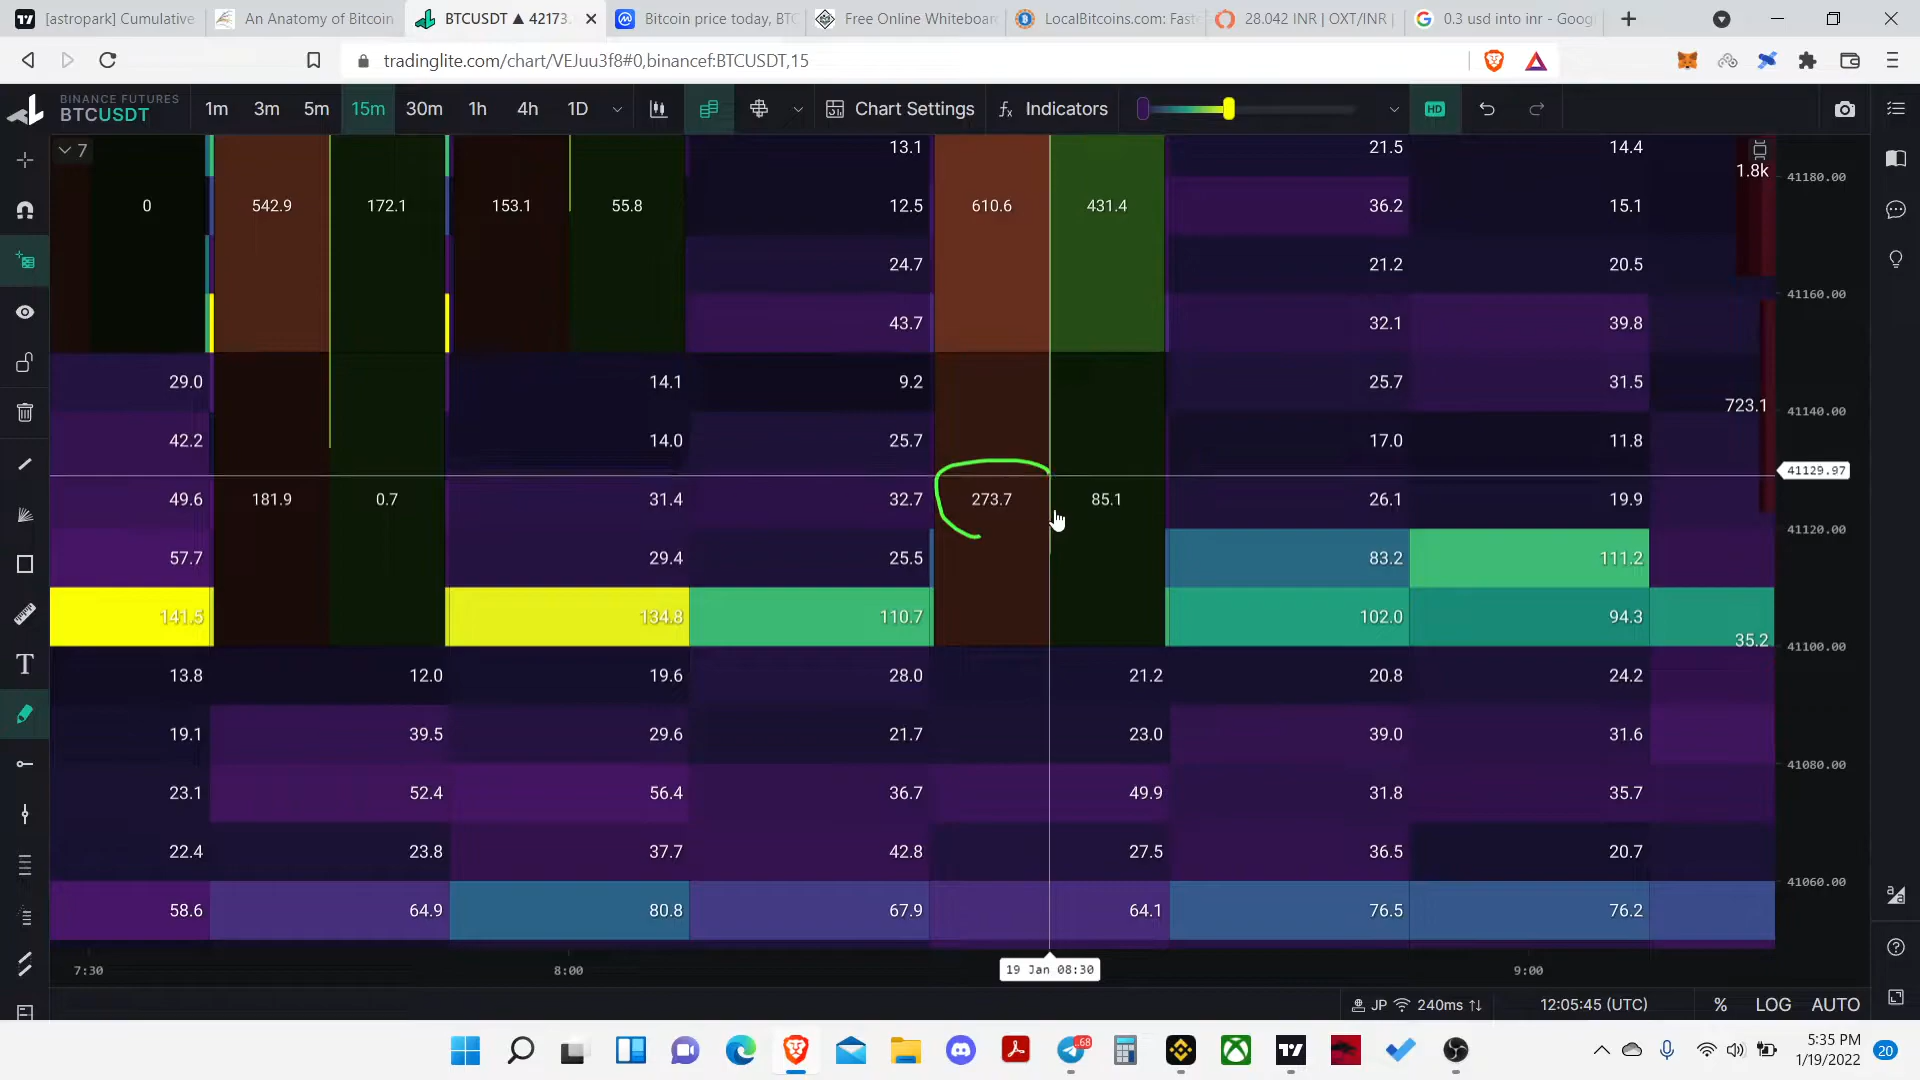 [astropark] Cumulative
An Anatomy of Bitcoin
BTCUSDT ▲ 42173.
Bitcoin price today, BTC
Free Online Whiteboar
LocalBitcoins.com: Faste
28.042 INR | OXT/INR |
0.3 usd into inr - Goog
tradinglite.com/chart/VEJuu3f8#0,binancef:BTCUSDT,15
BINANCE FUTURES
BTCUSDT
1m 3m 5m 15m 30m 1h 4h 1D Chart Settings fx Indicators HD
7 13.1 21.5 14.4
1.8k 41180.00
0 542.9 172.1 153.1 55.8 12.5 610.6 431.4 36.2 15.1
24.7 21.2 20.5
41160.00
43.7 32.1 39.8
29.0 14.1 9.2 25.7 31.5
723.1 41140.00
42.2 14.0 25.7 17.0 11.8
41129.97
49.6 181.9 0.7 31.4 32.7 273.7 85.1 26.1 19.9
41120.00
57.7 29.4 25.5 83.2 111.2
141.5 134.8 110.7 102.0 94.3
35.2 41100.00
13.8 12.0 19.6 28.0 21.2 20.8 24.2
19.1 39.5 29.6 21.7 23.0 39.0 31.6
41080.00
23.1 52.4 56.4 36.7 49.9 31.8 35.7
22.4 23.8 37.7 42.8 27.5 36.5 20.7
41060.00
58.6 64.9 80.8 67.9 64.1 76.5 76.2
7:30 8:00 19 Jan 08:30 9:00
JP 240ms 12:05:45 (UTC) % LOG AUTO
68
5:35 PM
1/19/2022
20